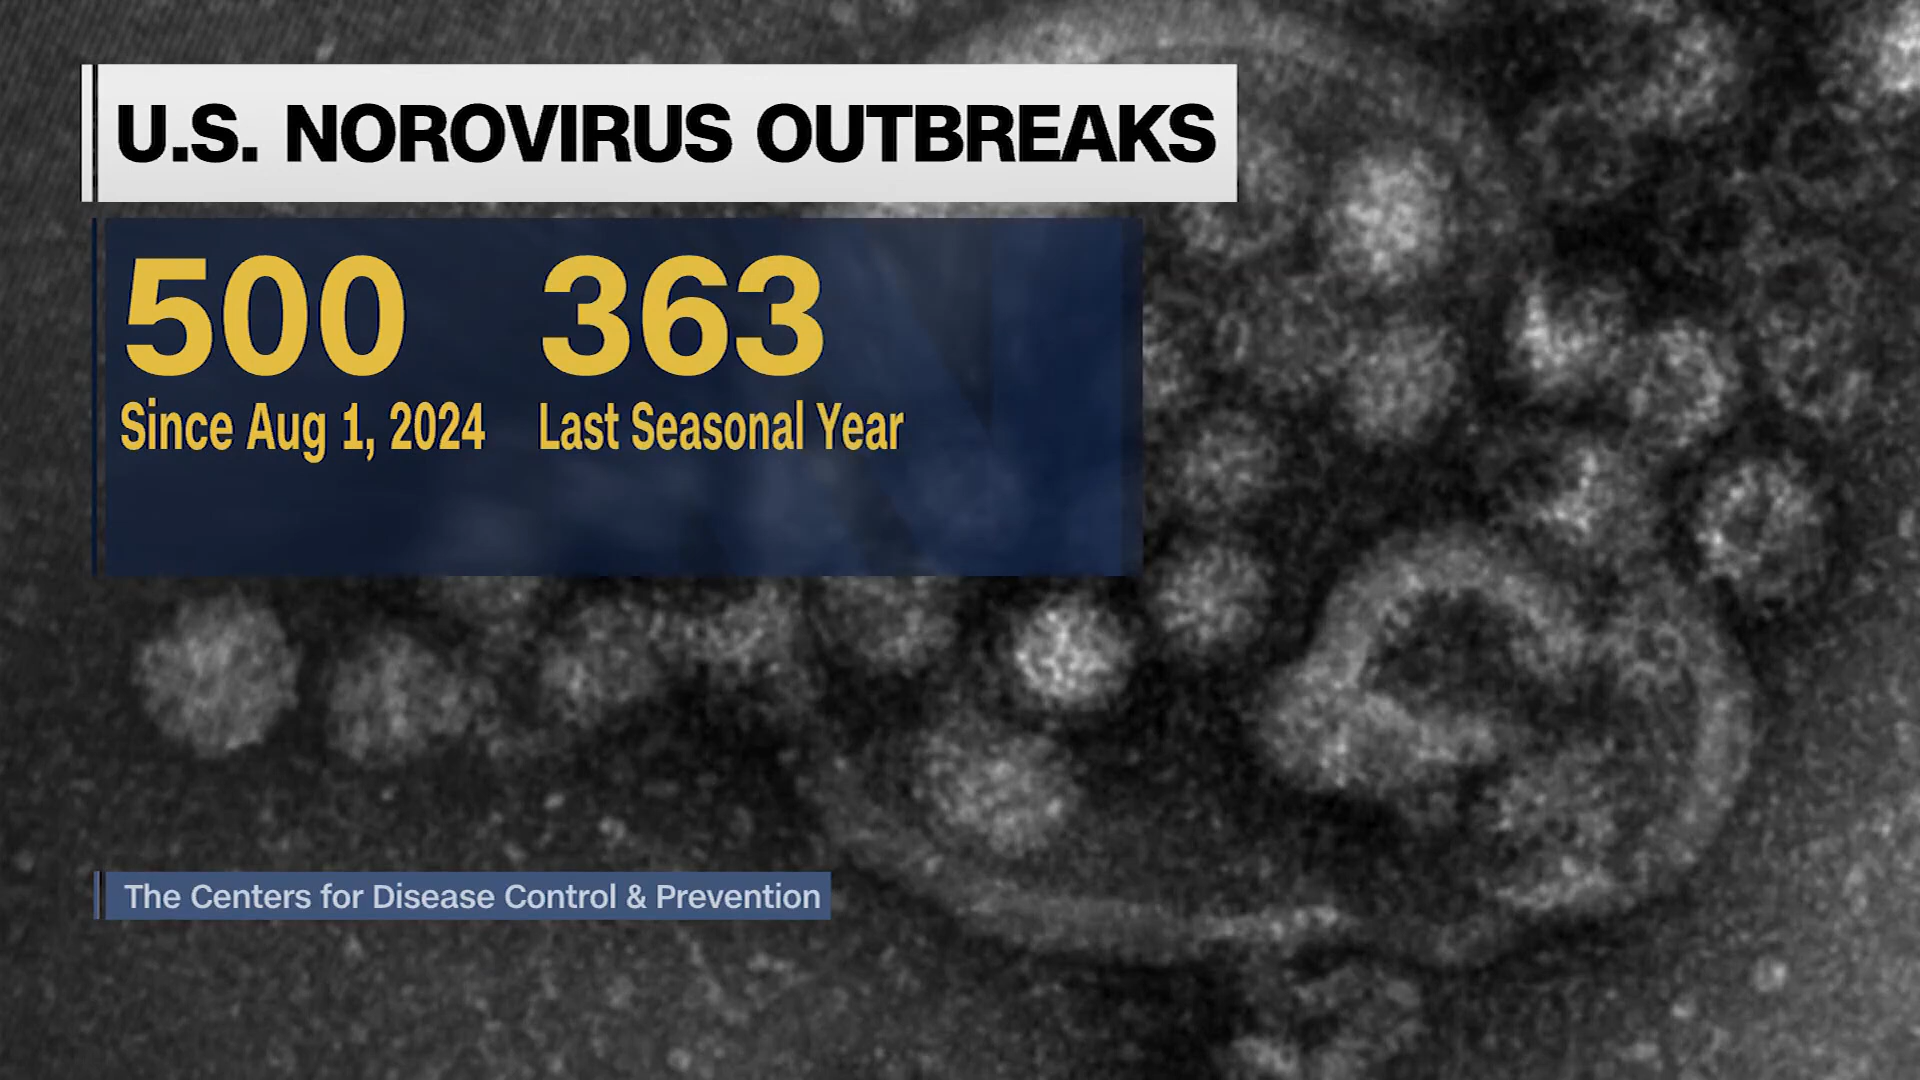 U.S. NOROVIRUS OUTBREAKS
500 363
Since Aug 1, 2024 Last Seasonal Year
The Centers for Disease Control & Prevention